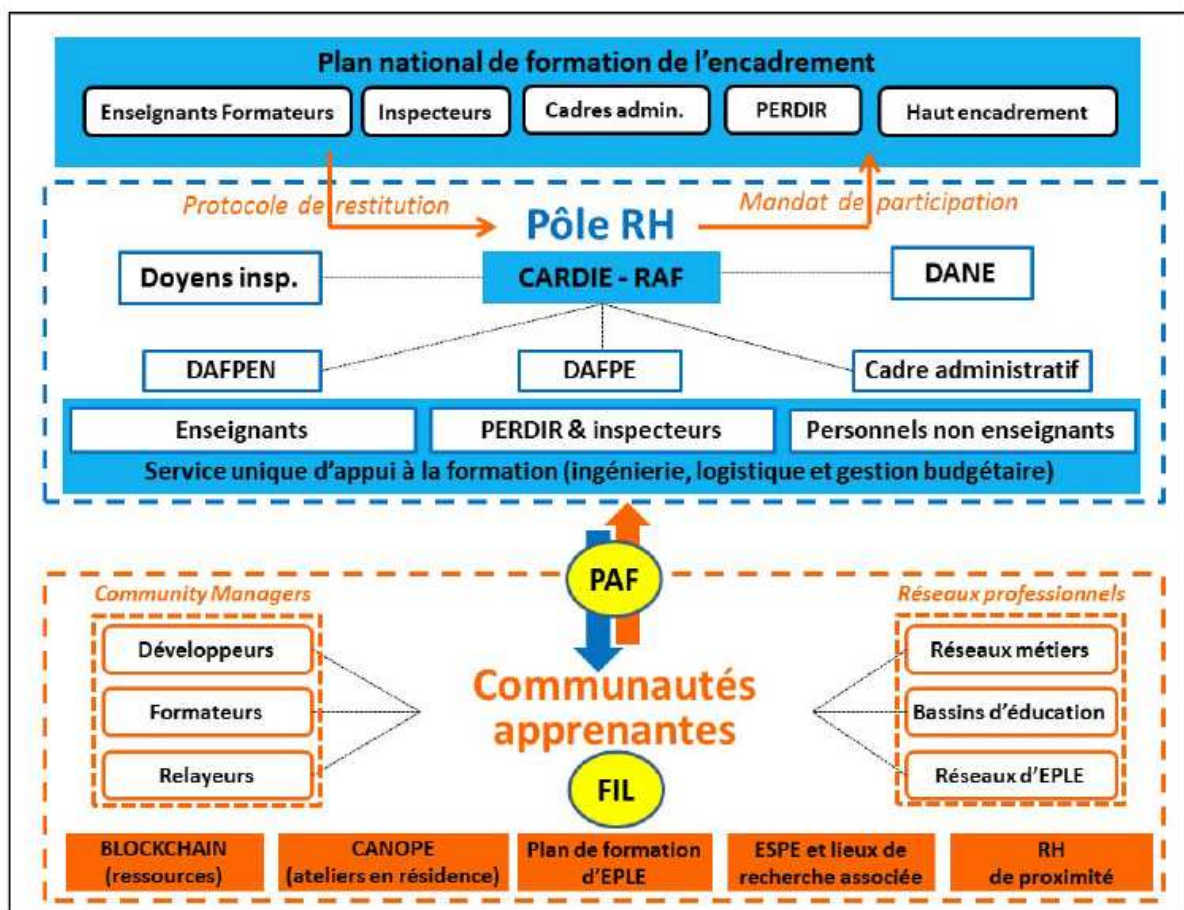 Plan national de formation de l'encadrement
Enseignants Formateurs
Inspecteurs
Cadres admin.
PERDIR
Haut encadrement
Protocole de restitution
Mandat de participation
Pôle RH
Doyens insp.
CARDIE - RAF
DANE
DAFPEN
DAFPE
Cadre administratif
Enseignants
PERDIR & inspecteurs
Personnels non enseignants
Service unique d'appui à la formation (ingénierie, logistique et gestion budgétaire)
PAF
Community Managers
Réseaux professionnels
Développeurs
Formateurs
Relayeurs
Communautés
apprenantes
Réseaux métiers
Bassins d'éducation
Réseaux d'EPLE
FIL
BLOCKCHAIN
(ressources)
CANOPE
(ateliers en résidence)
Plan de formation
d'EPLE
ESPE et lieux de
recherche associée
RH
de proximité